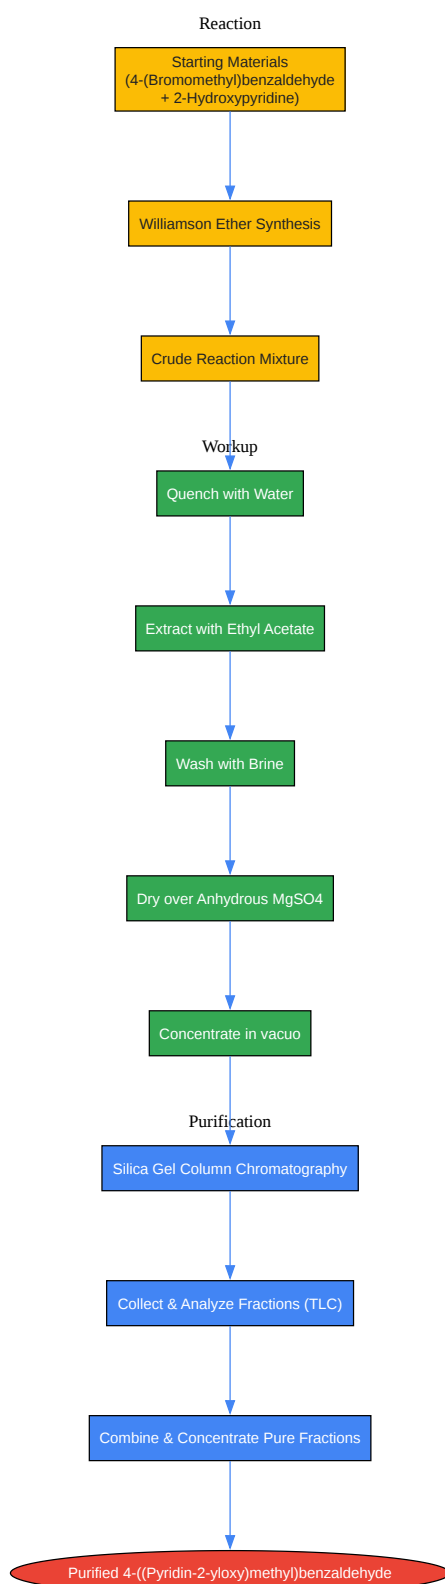 Reaction
Starting Materials
(4-(Bromomethyl)benzaldehyde
+ 2-Hydroxypyridine)
Williamson Ether Synthesis
Crude Reaction Mixture
Workup
Quench with Water
Extract with Ethyl Acetate
Wash with Brine
Dry over Anhydrous MgSO4
Concentrate in vacuo
Purification
Silica Gel Column Chromatography
Collect & Analyze Fractions (TLC)
Combine & Concentrate Pure Fractions
Purified 4-((Pyridin-2-yloxy)methyl)benzaldehyde